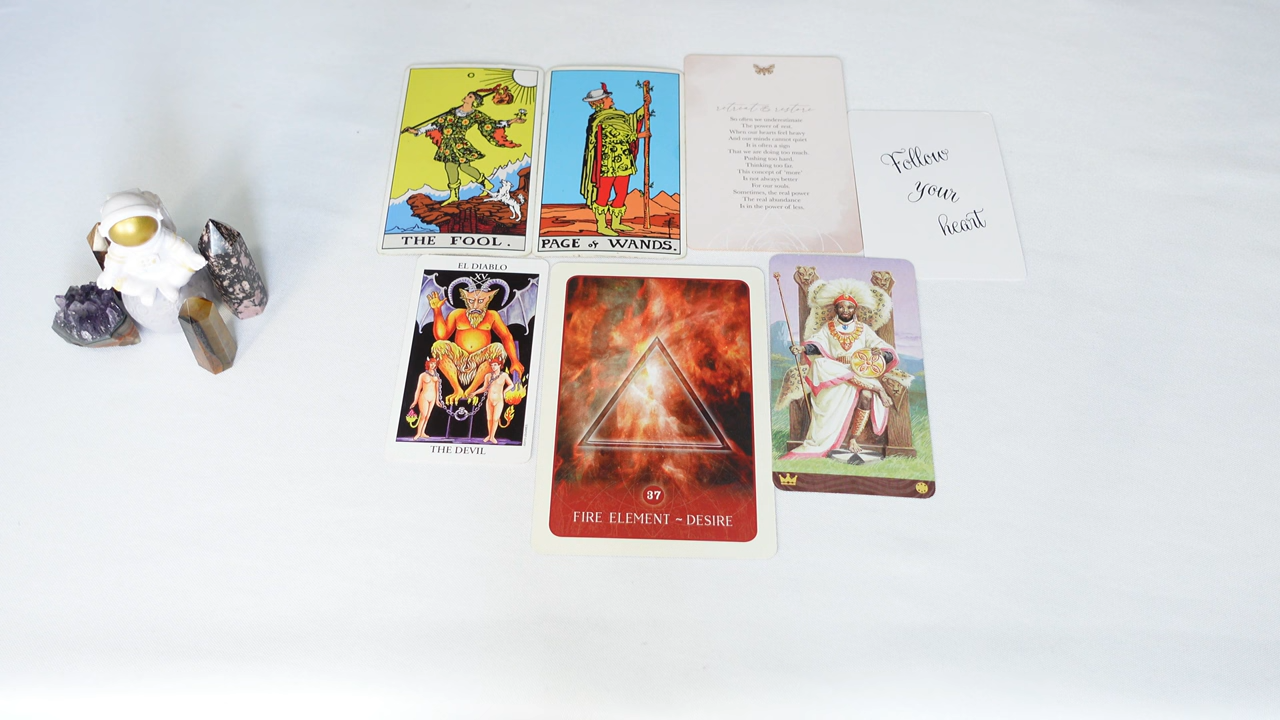 THE FOOL.
PAGE of WANDS.
retreat & restore
So often we underestimate
The power of rest.
When our hearts feel heavy
And our minds cannot quiet
It is often a sign
That we are doing too much.
Pushing too hard.
Thinking too far.
This concept of 'more'
Is not always better
For our souls.
Sometimes, the real power
The real abundance
Is in the power of less.
Follow
your
heart
EL DIABLO
XV
THE DEVIL
37
FIRE ELEMENT ~ DESIRE